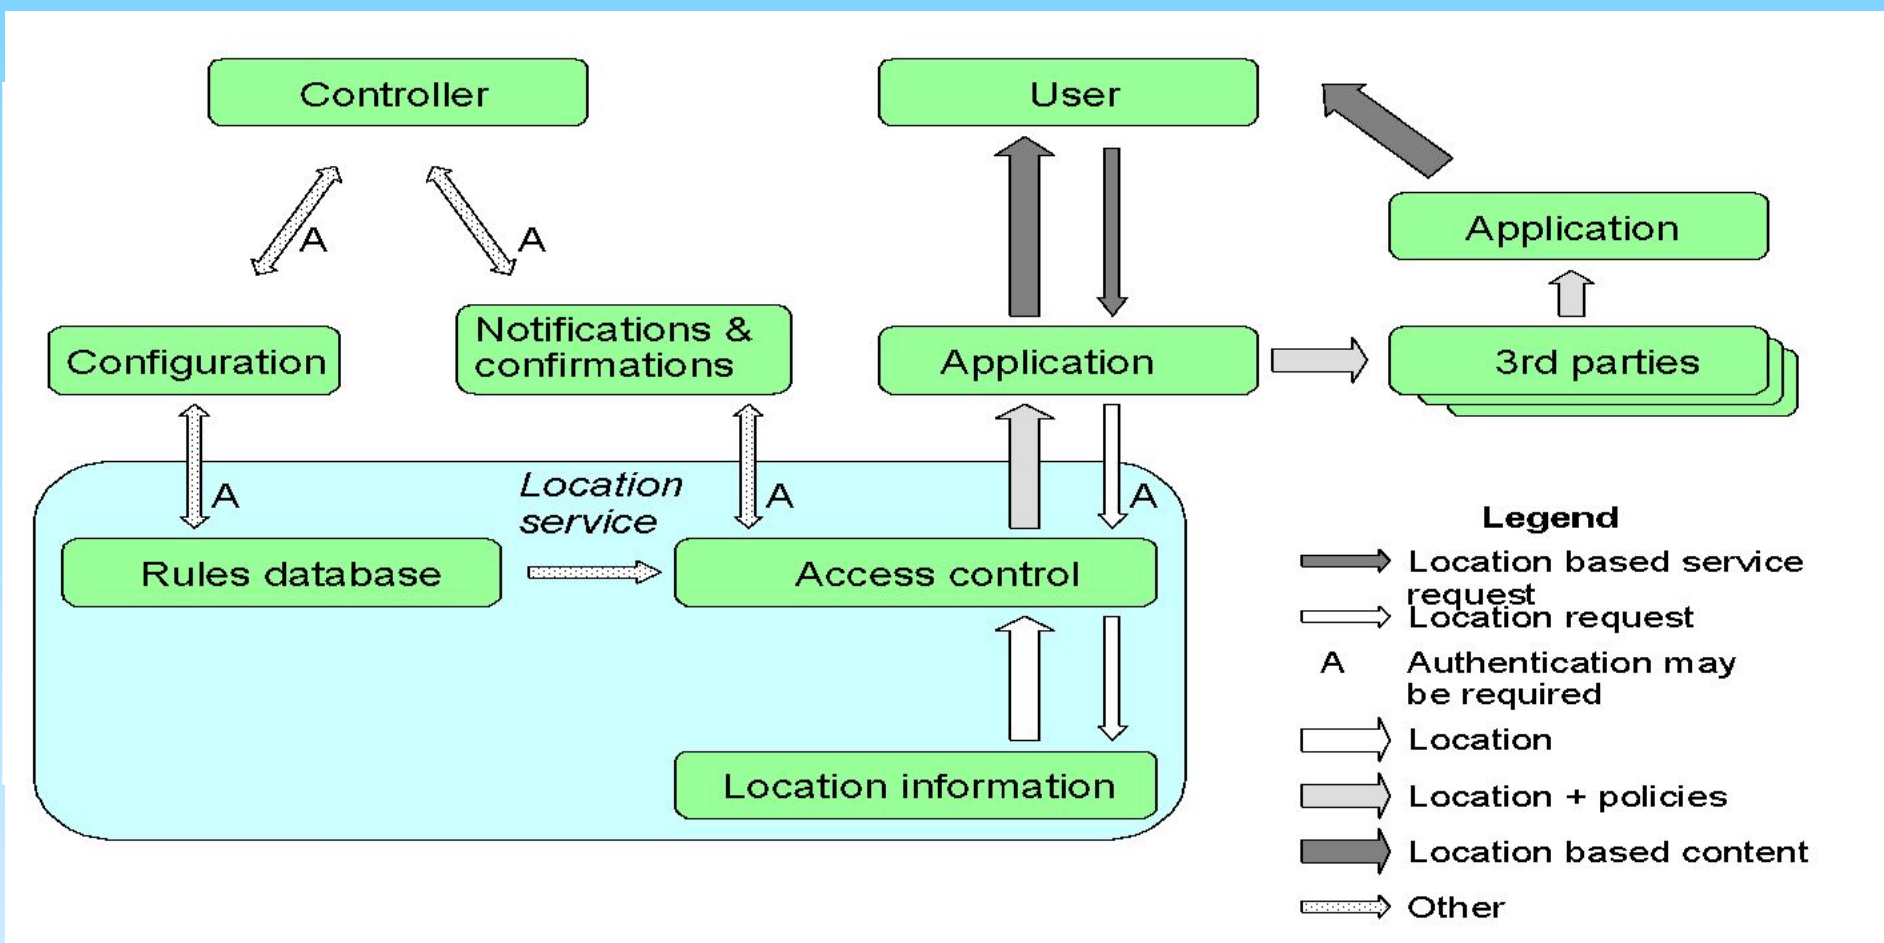 Controller
User
Application
A
A
Notifications &
confirmations
Configuration
Application
3rd parties
Location
service
A
A
A
Rules database
Access control
Location information
Legend
Location based service
request
Location request
A
Authentication may
be required
Location
Location + policies
Location based content
Other